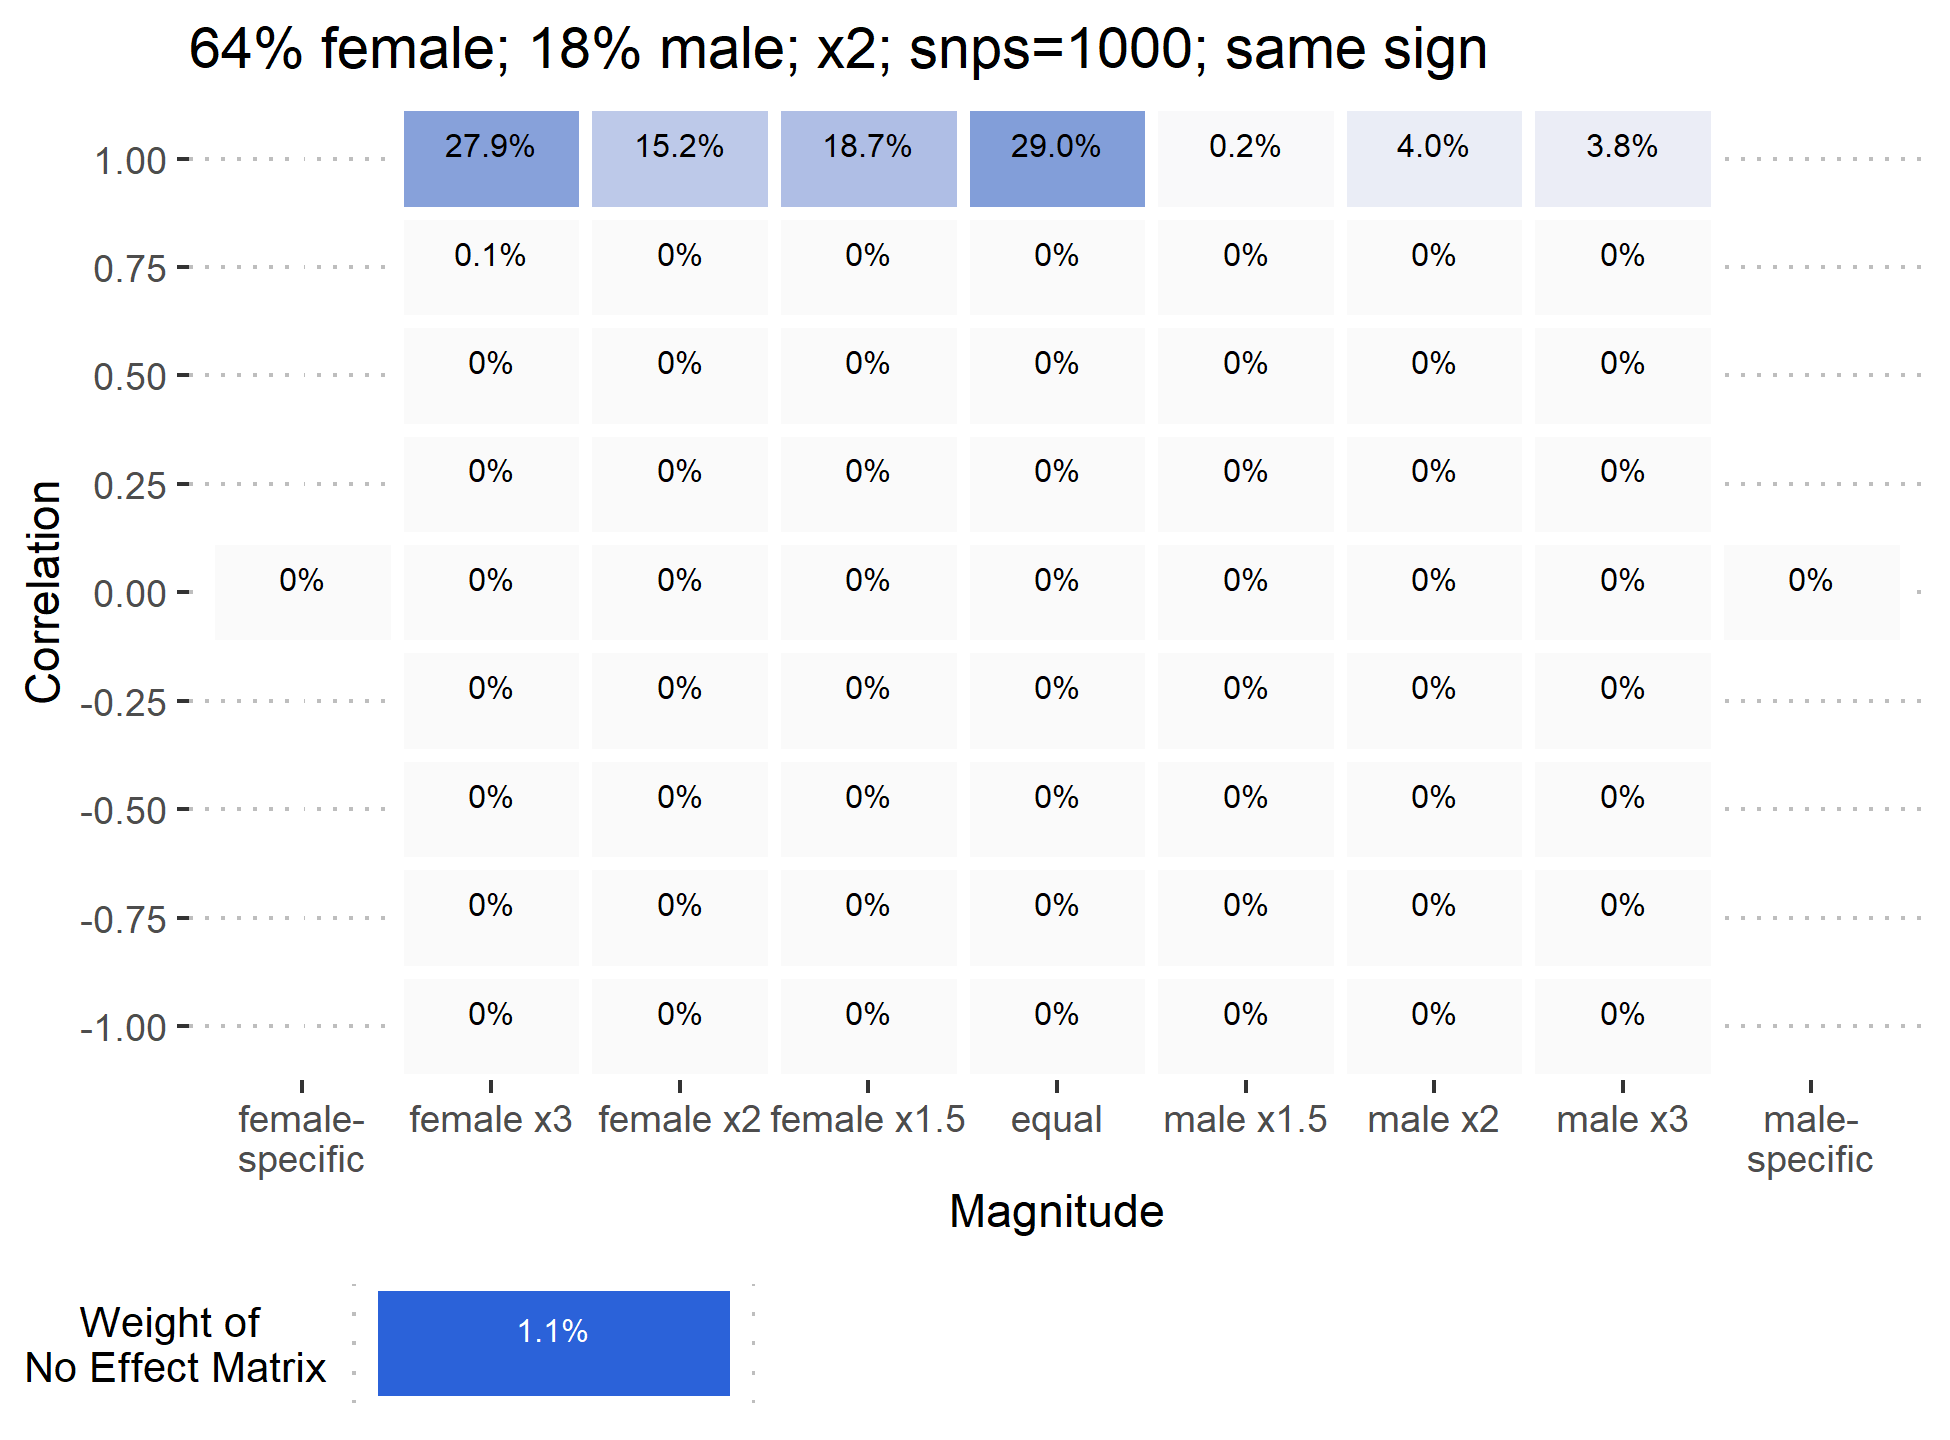 64% female; 18% male; x2; snps=1000; same sign
1.00 27.9% 15.2% 18.7% 29.0% 0.2% 4.0% 3.8%
0.75 0.1% 0% 0% 0% 0% 0% 0%
0.50 0% 0% 0% 0% 0% 0% 0%
0.25 0% 0% 0% 0% 0% 0% 0%
0.00 0% 0% 0% 0% 0% 0% 0% 0% 0%
-0.25 0% 0% 0% 0% 0% 0% 0%
-0.50 0% 0% 0% 0% 0% 0% 0%
-0.75 0% 0% 0% 0% 0% 0% 0%
-1.00 0% 0% 0% 0% 0% 0% 0%
Correlation
female- female x3 female x2 female x1.5 equal male x1.5 male x2 male x3 male-
specific specific
Magnitude
Weight of
No Effect Matrix
1.1%